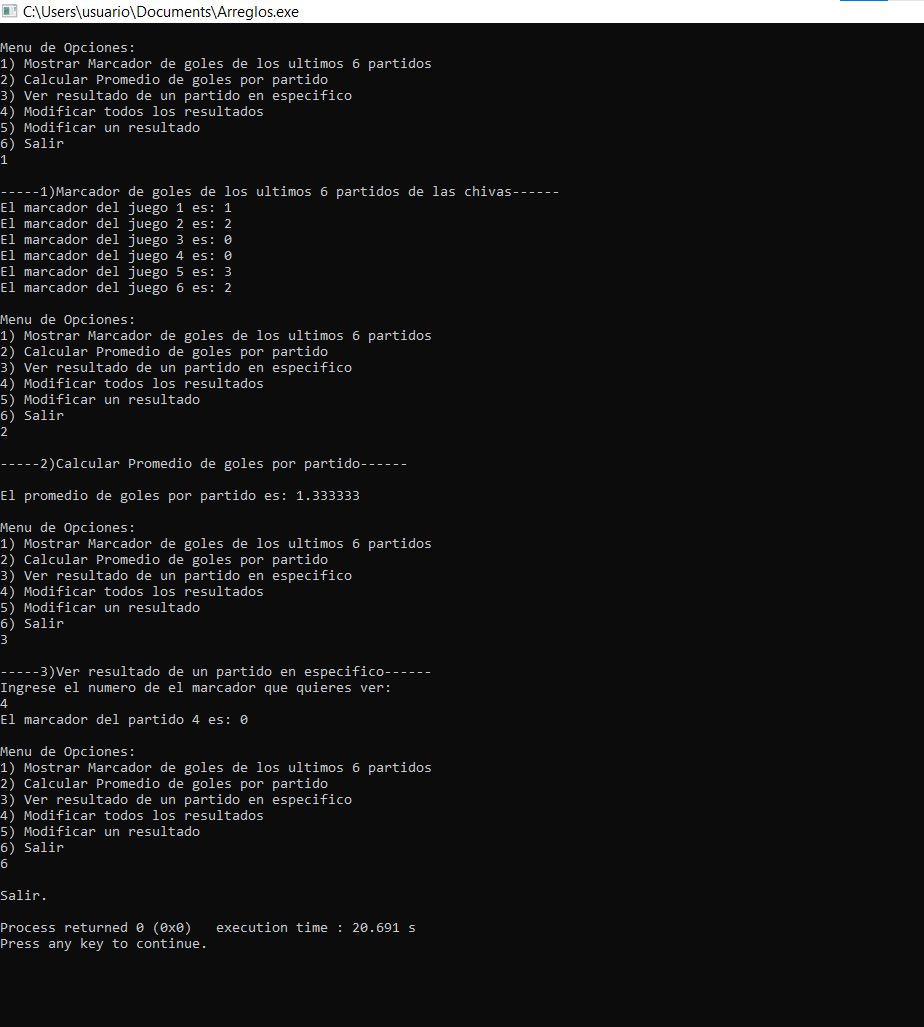 C:\Users\usuario\Documents\Arreglos.exe
Menu de Opciones:
1) Mostrar Marcador de goles de los ultimos 6 partidos
2) Calcular Promedio de goles por partido
3) Ver resultado de un partido en especifico
4) Modificar todos los resultados
5) Modificar un resultado
6) Salir
1
-----1)Marcador de goles de los ultimos 6 partidos de las chivas------
El marcador del juego 1 es: 1
El marcador del juego 2 es: 2
El marcador del juego 3 es: 0
El marcador del juego 4 es: 0
El marcador del juego 5 es: 3
El marcador del juego 6 es: 2
Menu de Opciones:
1) Mostrar Marcador de goles de los ultimos 6 partidos
2) Calcular Promedio de goles por partido
3) Ver resultado de un partido en especifico
4) Modificar todos los resultados
5) Modificar un resultado
6) Salir
2
-----2)Calcular Promedio de goles por partido------
El promedio de goles por partido es: 1.333333
Menu de Opciones:
1) Mostrar Marcador de goles de los ultimos 6 partidos
2) Calcular Promedio de goles por partido
3) Ver resultado de un partido en especifico
4) Modificar todos los resultados
5) Modificar un resultado
6) Salir
3
-----3)Ver resultado de un partido en especifico------
Ingrese el numero de el marcador que quieres ver:
4
El marcador del partido 4 es: 0
Menu de Opciones:
1) Mostrar Marcador de goles de los ultimos 6 partidos
2) Calcular Promedio de goles por partido
3) Ver resultado de un partido en especifico
4) Modificar todos los resultados
5) Modificar un resultado
6) Salir
6
Salir.
Process returned 0 (0x0)   execution time : 20.691 s
Press any key to continue.